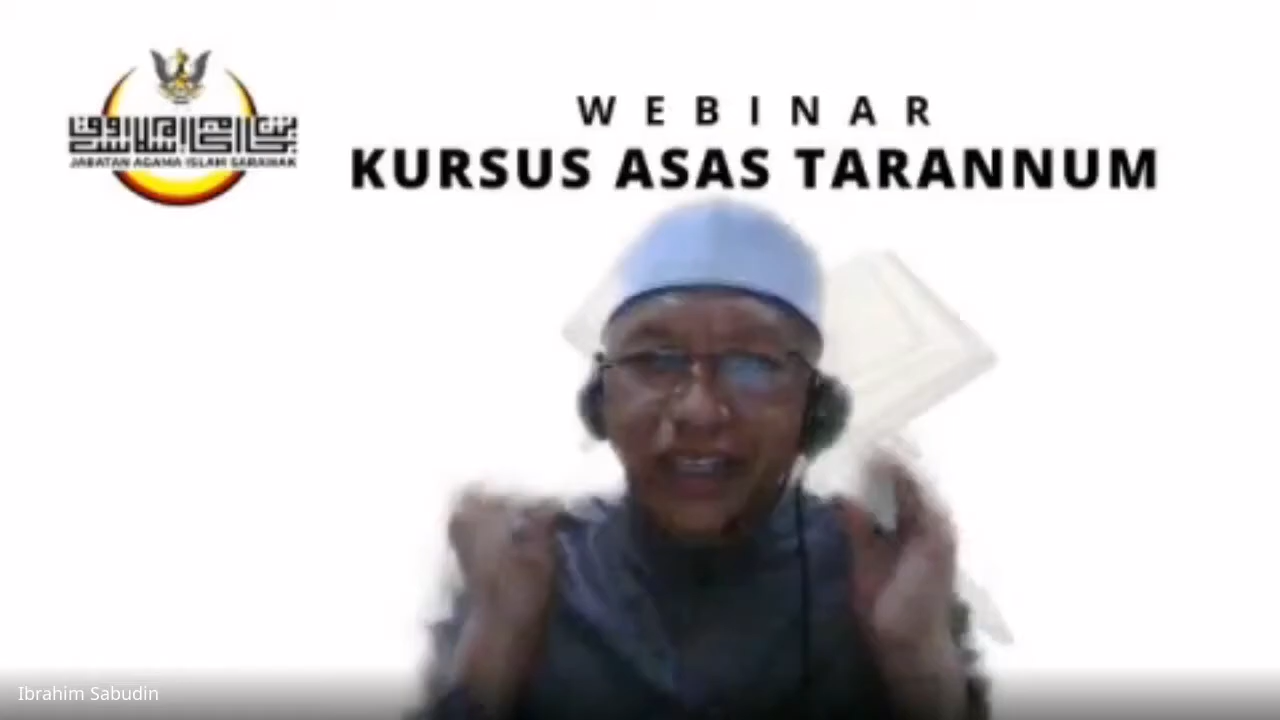 WEBINAR
KURSUS ASAS TARANNUM
JABATAN AGAMA ISLAM SARAWAK
Ibrahim Sabudin